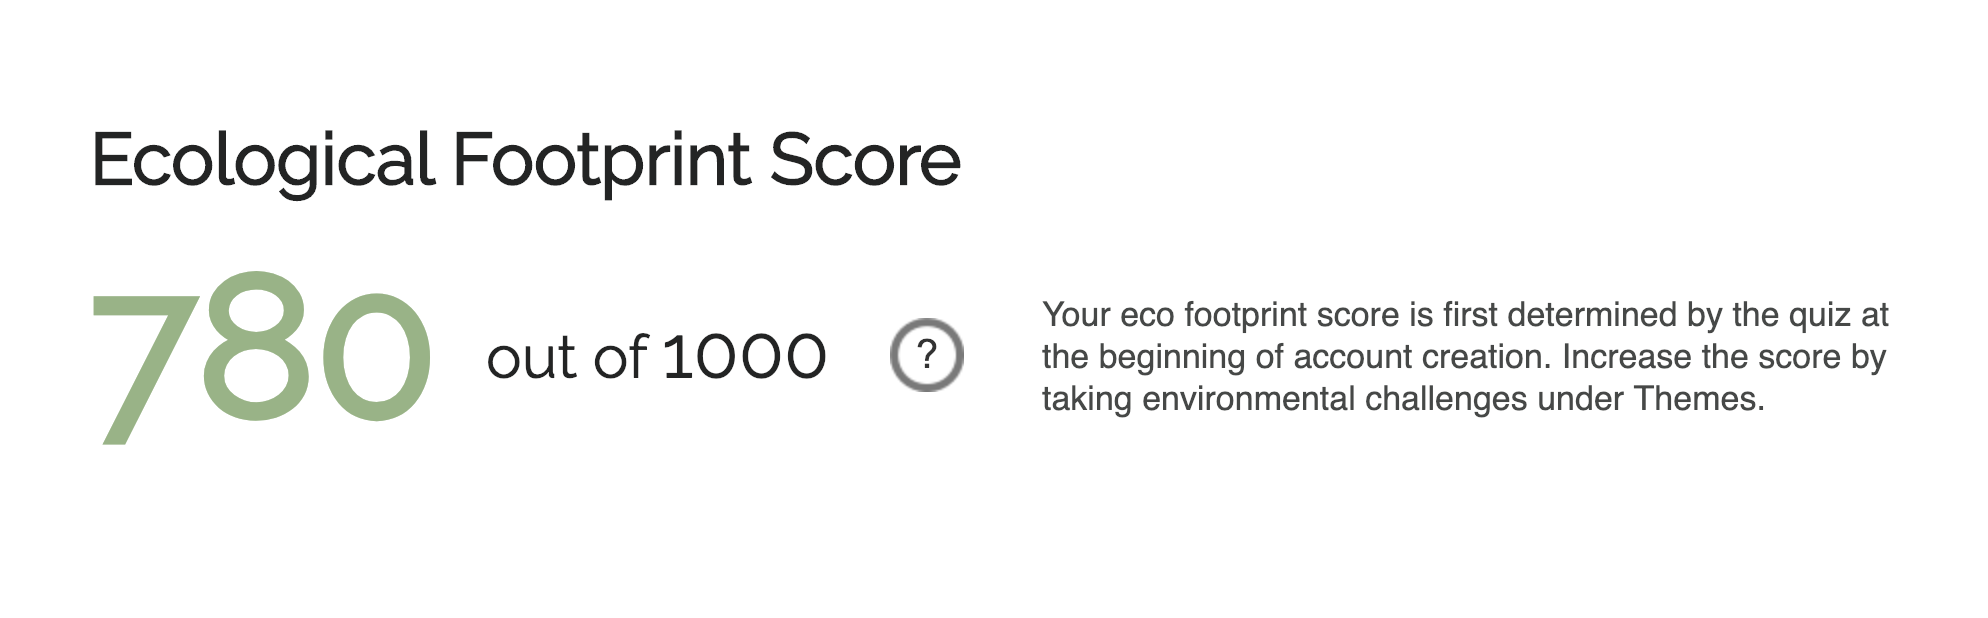 Ecological Footprint Score
780 out of 1000 ?
Your eco footprint score is first determined by the quiz at
the beginning of account creation. Increase the score by
taking environmental challenges under Themes.